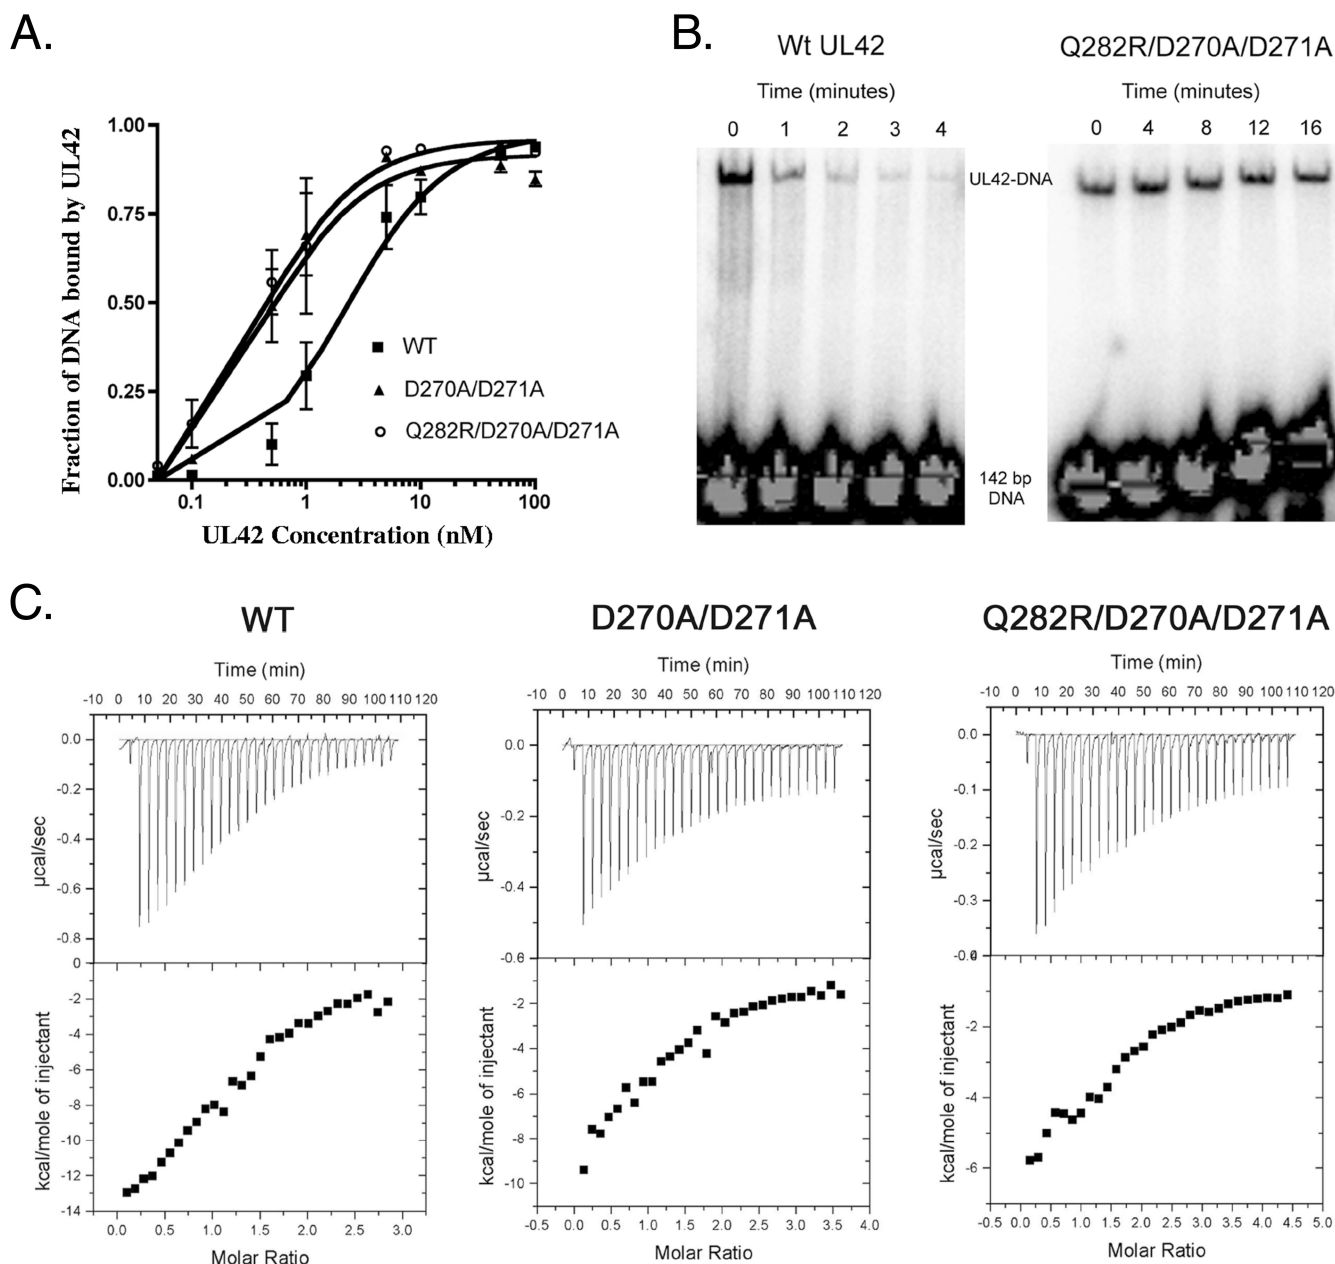 A.
Fraction of DNA bound by UL42
1.00
0.75
0.50
0.25
0.00
0.1 1 10 100
UL42 Concentration (nM)
WT
D270A/D271A
Q282R/D270A/D271A
B.
Wt UL42
Time (minutes)
0 1 2 3 4
Q282R/D270A/D271A
Time (minutes)
0 4 8 12 16
UL42-DNA
142 bp
DNA
C.
WT
Time (min)
-10 0 10 20 30 40 50 60 70 80 90 100 110 120
µcal/sec
0.0
-0.2
-0.4
-0.6
-0.8
0
kcal/mole of injectant
-2
-4
-6
-8
-10
-12
-14
0.0 0.5 1.0 1.5 2.0 2.5 3.0
Molar Ratio
D270A/D271A
Time (min)
-10 0 10 20 30 40 50 60 70 80 90 100 110 120
µcal/sec
0.0
-0.2
-0.4
-0.6
kcal/mole of injectant
-2
-4
-6
-8
-10
-0.5 0.0 0.5 1.0 1.5 2.0 2.5 3.0 3.5 4.0
Molar Ratio
Q282R/D270A/D271A
Time (min)
-10 0 10 20 30 40 50 60 70 80 90 100 110 120
µcal/sec
0.0
-0.1
-0.2
-0.3
kcal/mole of injectant
-2
-4
-6
-0.5 0.0 0.5 1.0 1.5 2.0 2.5 3.0 3.5 4.0 4.5 5.0
Molar Ratio